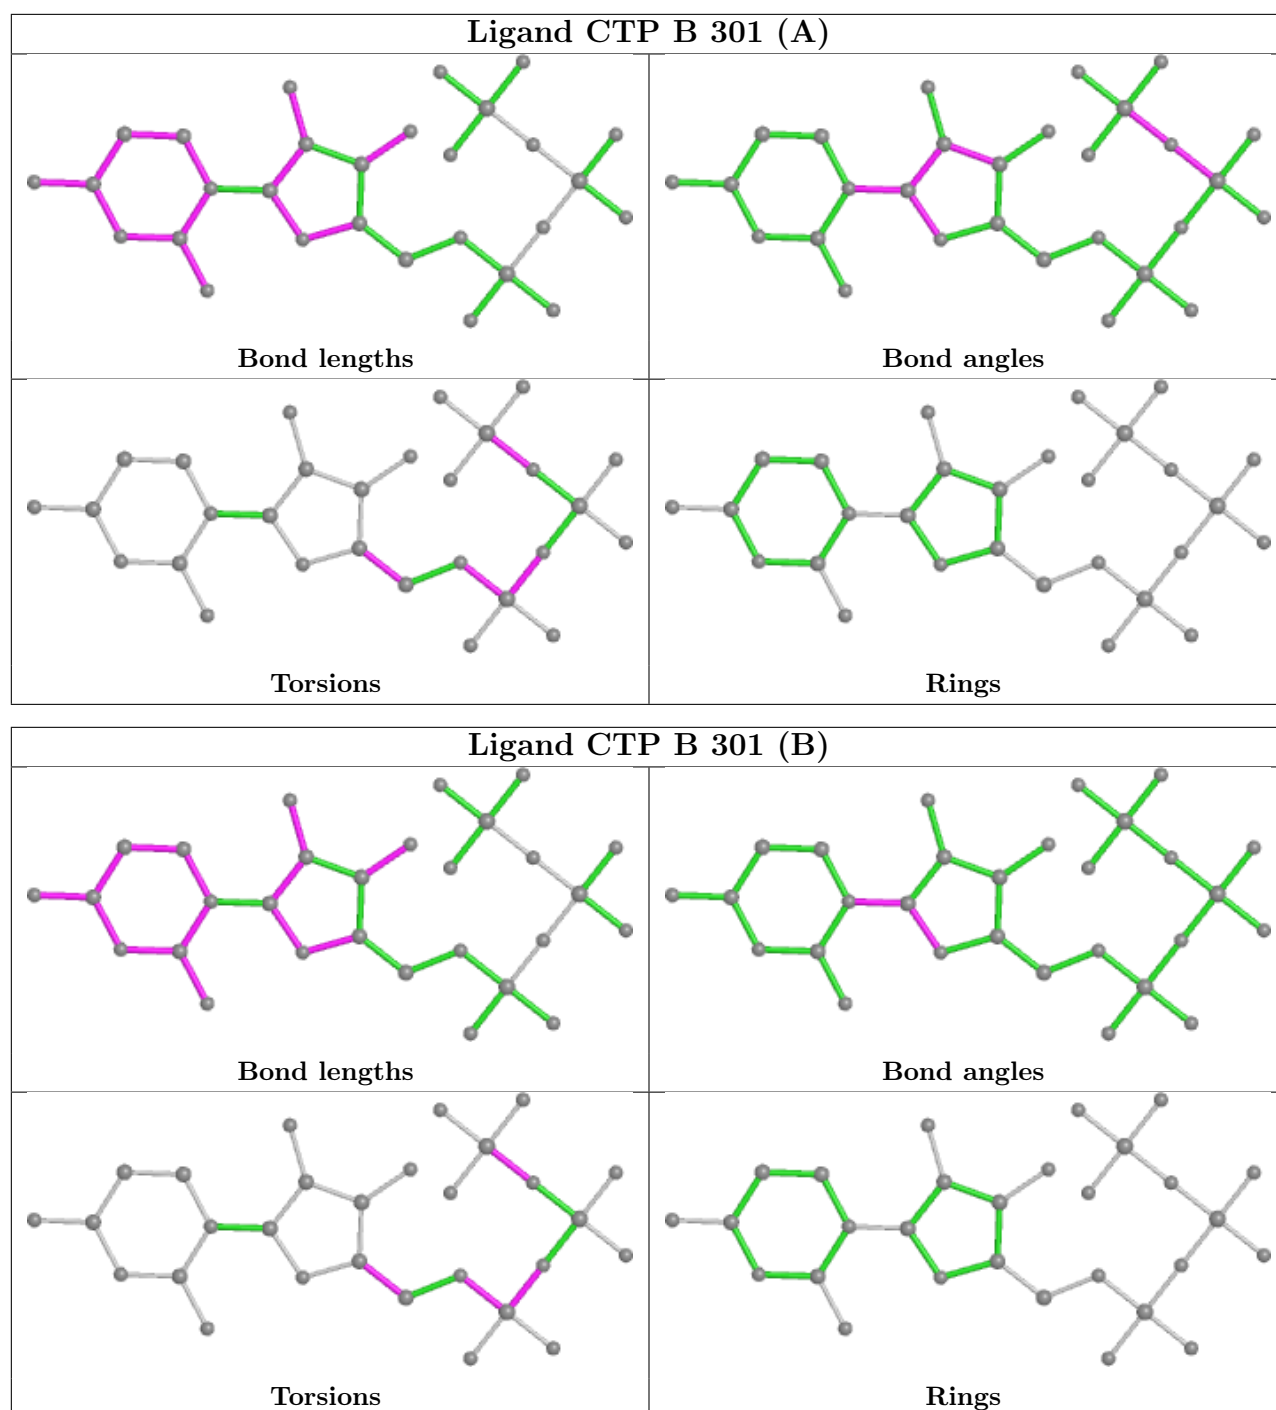 Ligand CTP B 301 (A)
Bond lengths
Bond angles
Torsions
Rings
Ligand CTP B 301 (B)
Bond lengths
Bond angles
Torsions
Rings